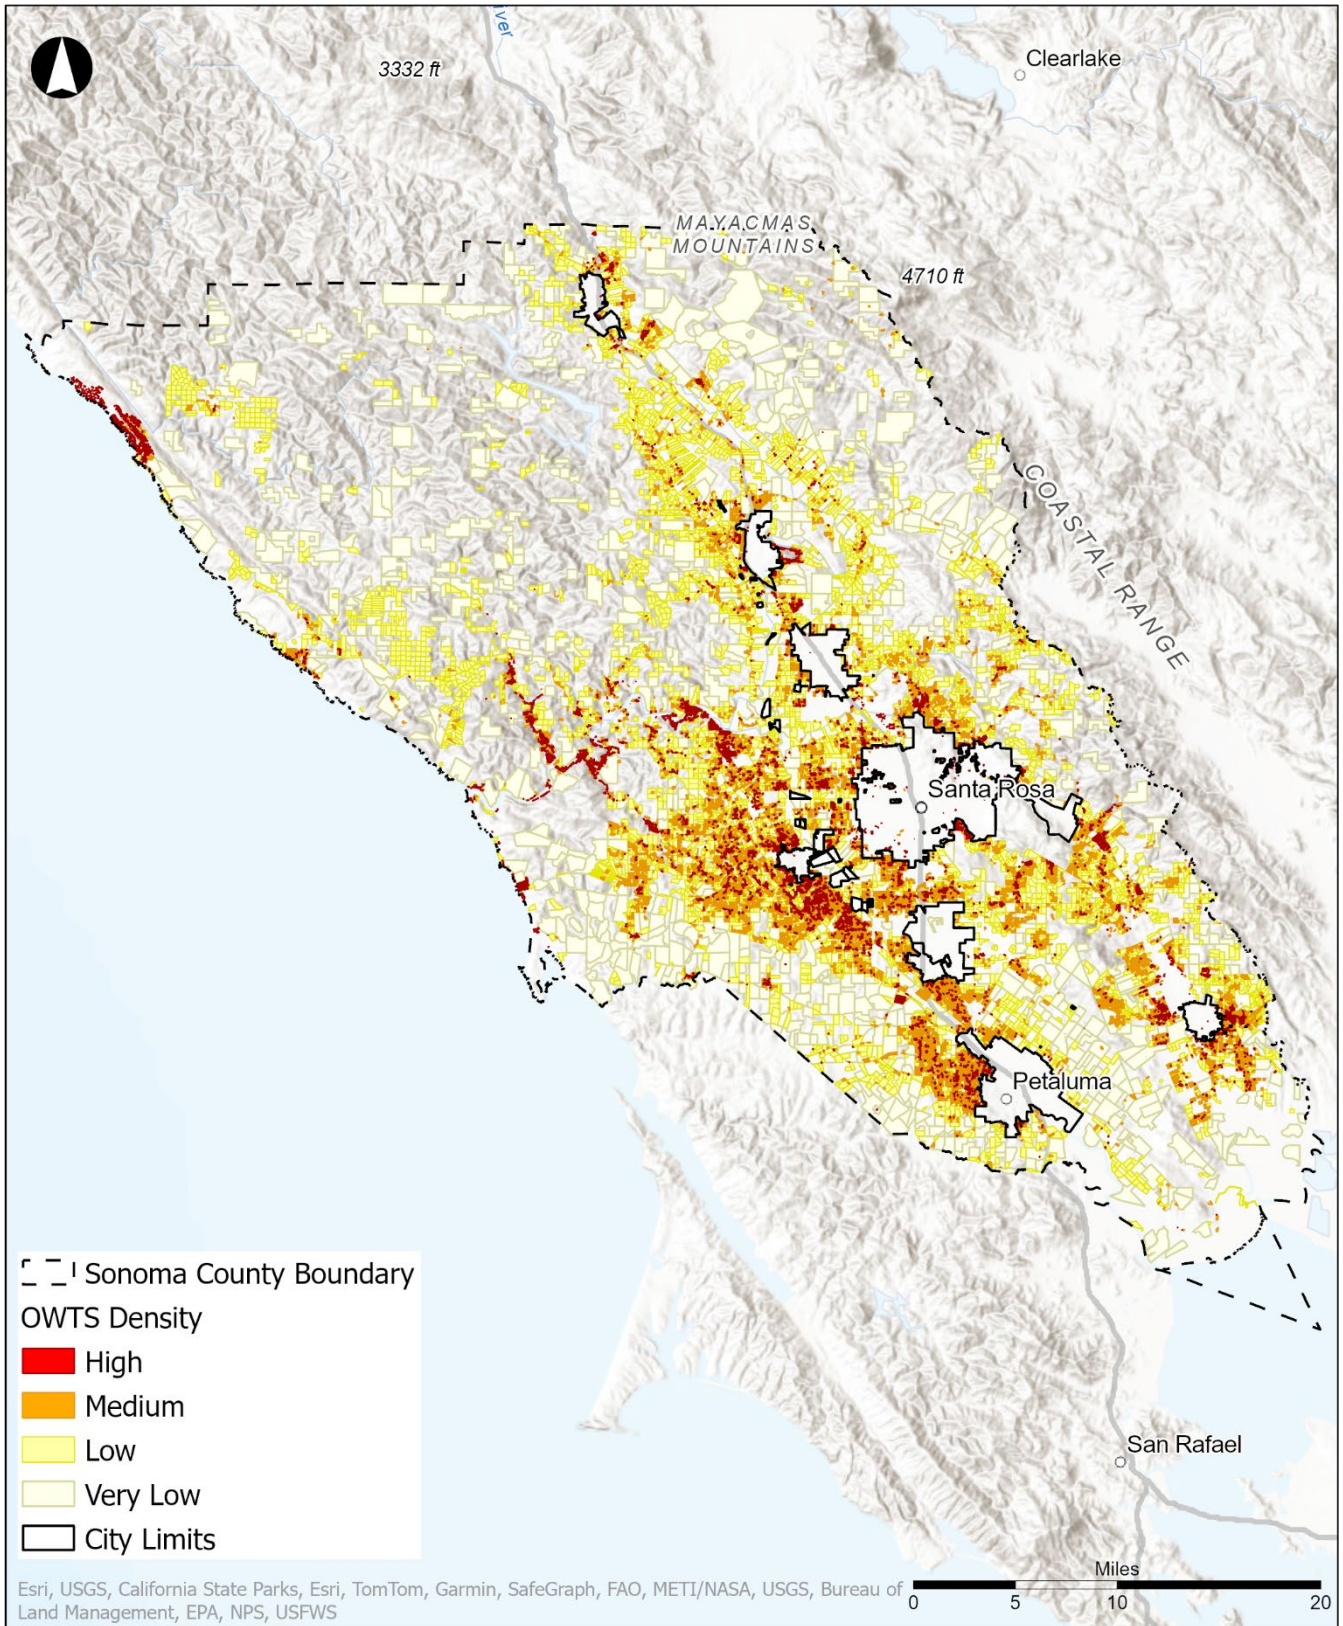 iver
Clearlake
3332 ft
MAYACMAS
MOUNTAINS
4710 ft
COASTAL RANGE
Santa Rosa
Petaluma
Sonoma County Boundary
OWTS Density
High
Medium
Low
Very Low
City Limits
San Rafael
Esri, USGS, California State Parks, Esri, TomTom, Garmin, SafeGraph, FAO, METI/NASA, USGS, Bureau of
Land Management, EPA, NPS, USFWS
Miles
0 5 10 20